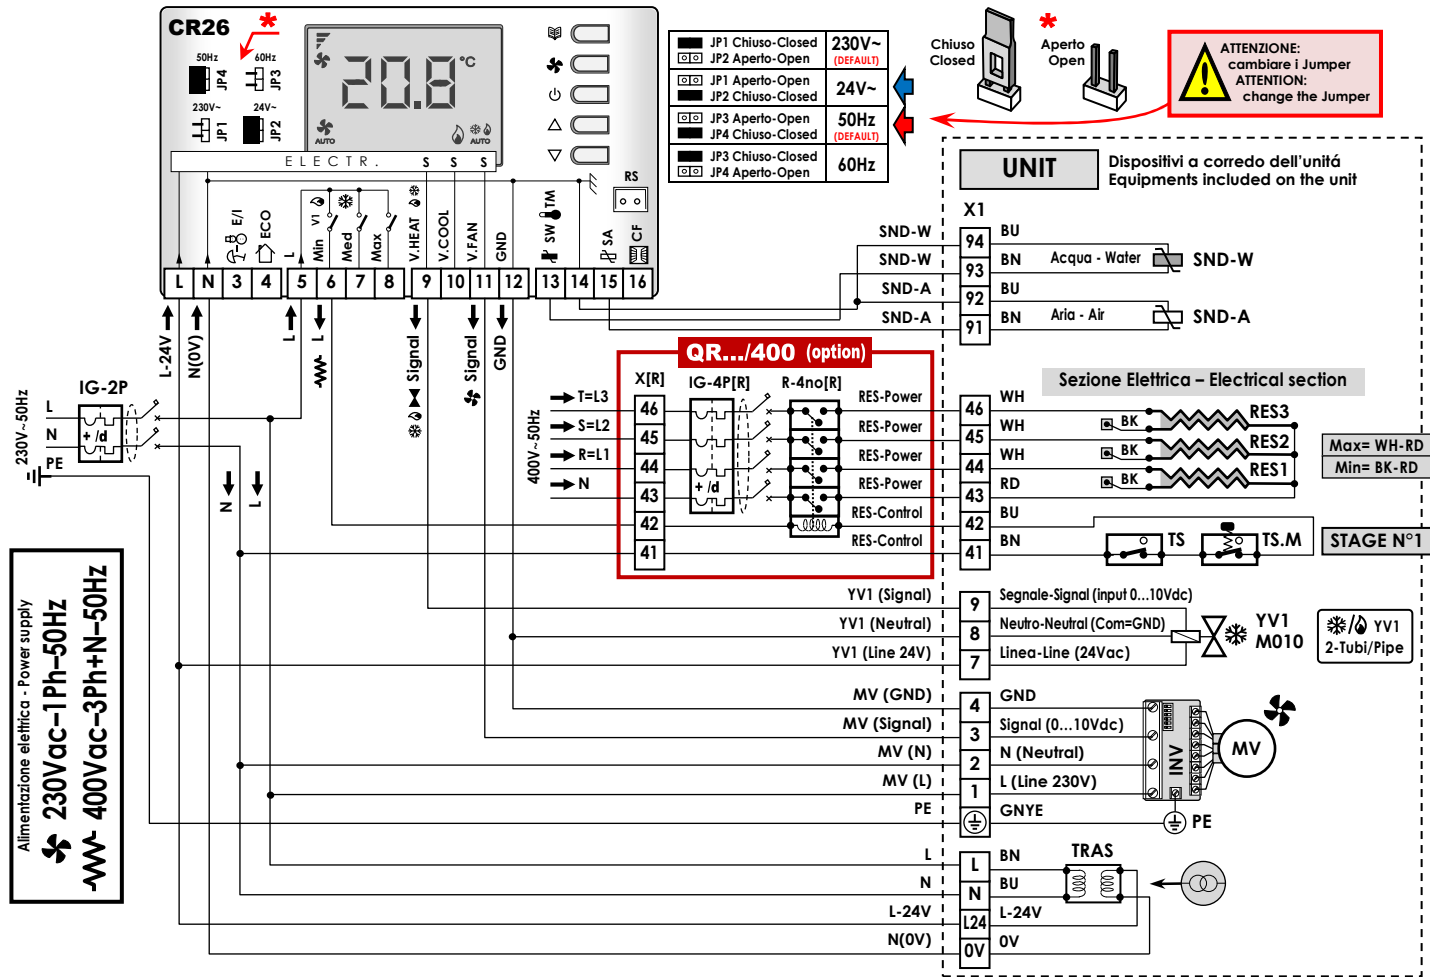 CR26
*
50Hz
60Hz
JP4
JP3
230V~
24V~
JP1
JP2
20.8 °C
AUTO
AUTO
ELECTR.
S S S
RS
E/I
ECO
L
Min
V1
Med
Max
V.HEAT
V.COOL
V.FAN
GND
SW
TM
SA
CF
L N 3 4 5 6 7 8 9 10 11 12 13 14 15 16
JP1 Chiuso-Closed
JP2 Aperto-Open
230V~
(DEFAULT)
JP1 Aperto-Open
JP2 Chiuso-Closed
24V~
JP3 Aperto-Open
JP4 Chiuso-Closed
50Hz
(DEFAULT)
JP3 Chiuso-Closed
JP4 Aperto-Open
60Hz
Chiuso
Closed
*
Aperto
Open
ATTENZIONE:
cambiare i Jumper
ATTENTION:
change the Jumper
UNIT
Dispositivi a corredo dell'unitá
Equipments included on the unit
X1
SND-W
94
BU
SND-W
93
BN
Acqua - Water
SND-W
SND-A
92
BU
SND-A
91
BN
Aria - Air
SND-A
L-24V
N(0V)
L
L
Signal
Signal
GND
IG-2P
L
N
PE
230V~50Hz
+ /d
N
L
QR.../400 (option)
X[R]
IG-4P[R]
R-4no[R]
400V~50Hz
T=L3
S=L2
R=L1
N
46
45
44
43
42
41
+ /d
RES-Power
RES-Power
RES-Power
RES-Power
RES-Control
RES-Control
Sezione Elettrica – Electrical section
46
WH
BK
RES3
45
WH
BK
RES2
44
WH
BK
RES1
43
RD
42
BU
41
BN
TS
TS.M
Max= WH-RD
Min= BK-RD
STAGE N°1
YV1 (Signal)
9
Segnale-Signal (input 0...10Vdc)
YV1 (Neutral)
8
Neutro-Neutral (Com=GND)
YV1 (Line 24V)
7
Linea-Line (24Vac)
YV1
M010
/ YV1
2-Tubi/Pipe
MV (GND)
4
GND
MV (Signal)
3
Signal (0...10Vdc)
MV (N)
2
N (Neutral)
MV (L)
1
L (Line 230V)
PE
GNYE
INV
MV
PE
L
L
BN
N
N
BU
L-24V
L24
L-24V
N(0V)
0V
0V
TRAS
Alimentazione elettrica - Power supply
230Vac–1Ph–50Hz
400Vac–3Ph+N–50Hz